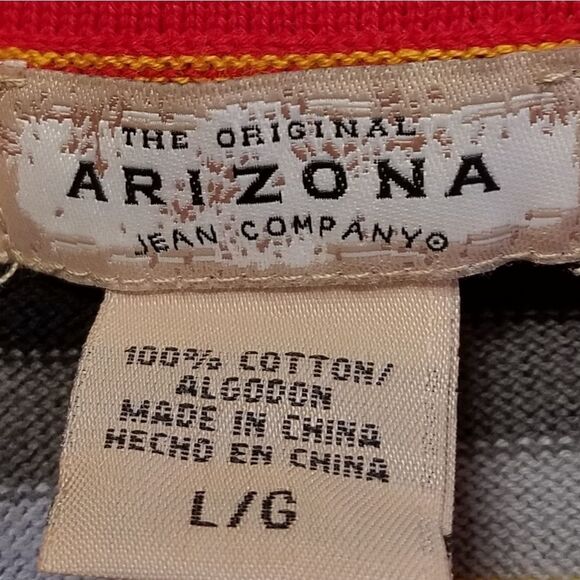 THE ORIGINAL
ARIZONA
JEAN COMPANY®
100% COTTON/
ALGODON
MADE IN CHINA
HECHO EN CHINA
L/G